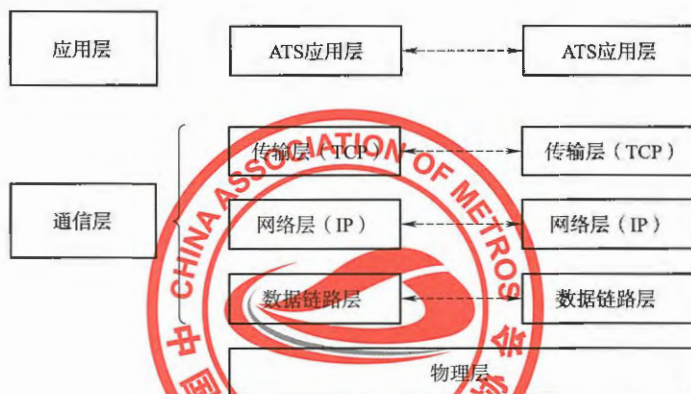 应用层 ATS应用层 ATS应用层
传输层（TCP） 传输层（TCP）
通信层 网络层（IP） 网络层（IP）
数据链路层 数据链路层
物理层
CHINA ASSOCIATION OF METROS
中国
协会